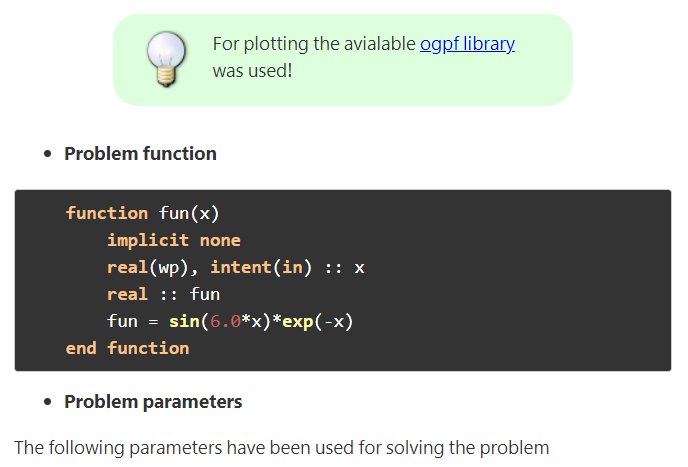 For plotting the avialable ogpf library
was used!
• Problem function
function fun(x)
    implicit none
    real(wp), intent(in) :: x
    real :: fun
    fun = sin(6.0*x)*exp(-x)
end function
• Problem parameters
The following parameters have been used for solving the problem